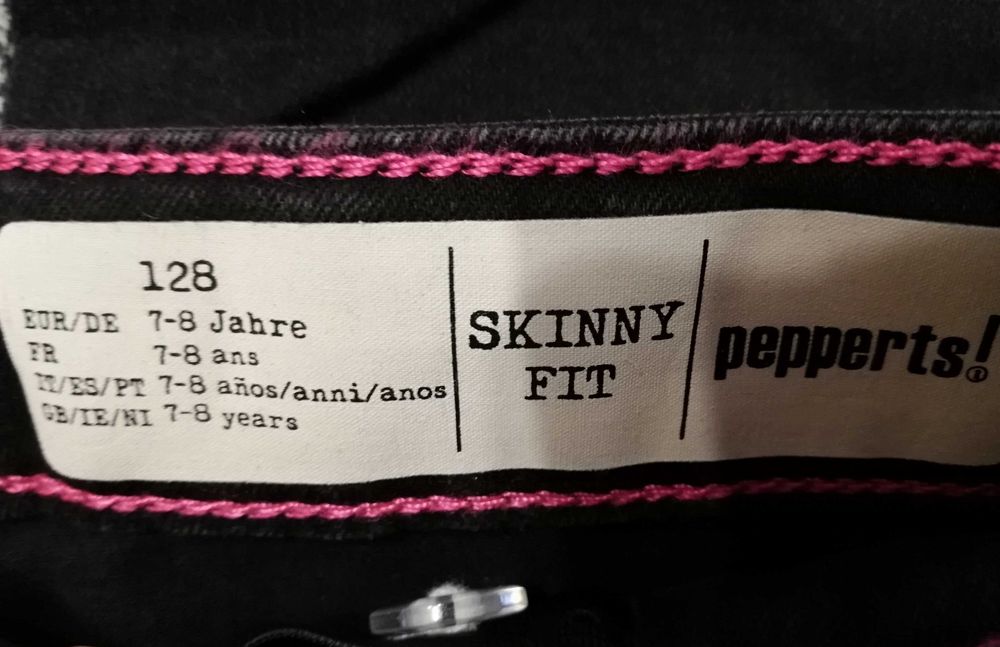 128
EUR/DE 7-8 Jahre
FR 7-8 ans
IT/ES/PT 7-8 años/anni/anos
GB/IE/NI 7-8 years
SKINNY
FIT
pepperts!®